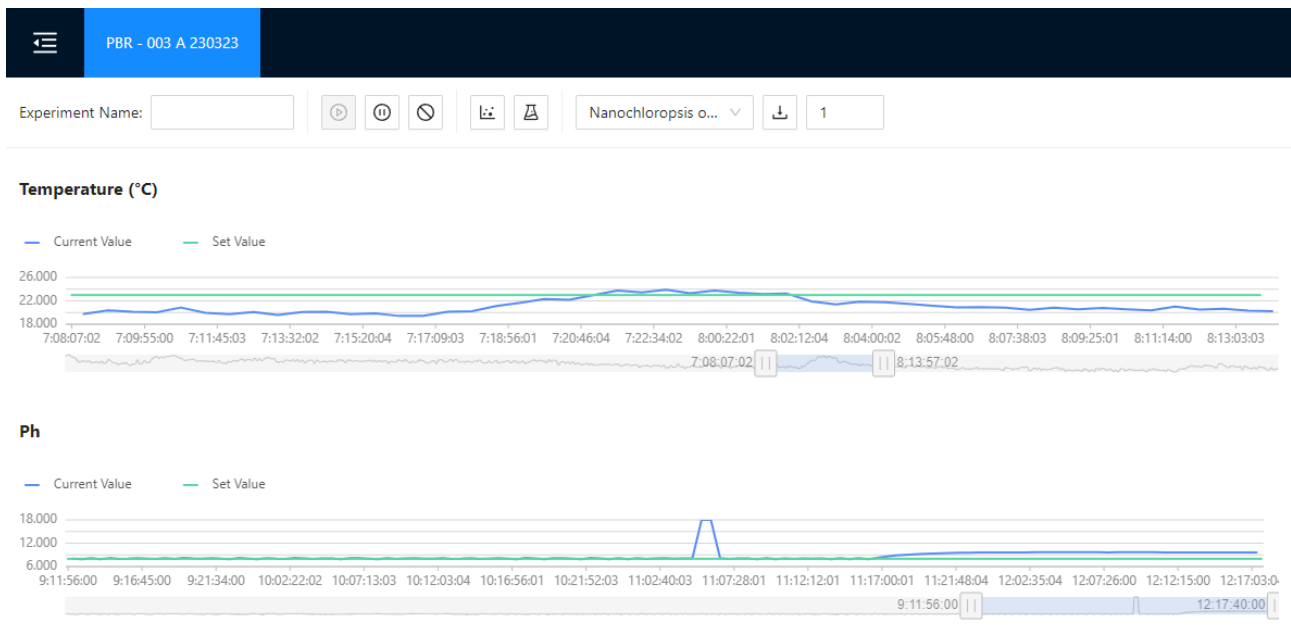 PBR - 003 A 230323
Experiment Name: Nanochloropsis o... 1
Temperature (°C)
Current Value Set Value
26.000
22.000
18.000
7:08:07:02 7:09:55:00 7:11:45:03 7:13:32:02 7:15:20:04 7:17:09:03 7:18:56:01 7:20:46:04 7:22:34:02 8:00:22:01 8:02:12:04 8:04:00:02 8:05:48:00 8:07:38:03 8:09:25:01 8:11:14:00 8:13:03:03
7:08:07:02 8:13:57:02
Ph
Current Value Set Value
18.000
12.000
6.000
9:11:56:00 9:16:45:00 9:21:34:00 10:02:22:02 10:07:13:03 10:12:03:04 10:16:56:01 10:21:52:03 11:02:40:03 11:07:28:01 11:12:12:01 11:17:00:01 11:21:48:04 12:02:35:04 12:07:26:00 12:12:15:00 12:17:03:0
9:11:56:00 12:17:40:00